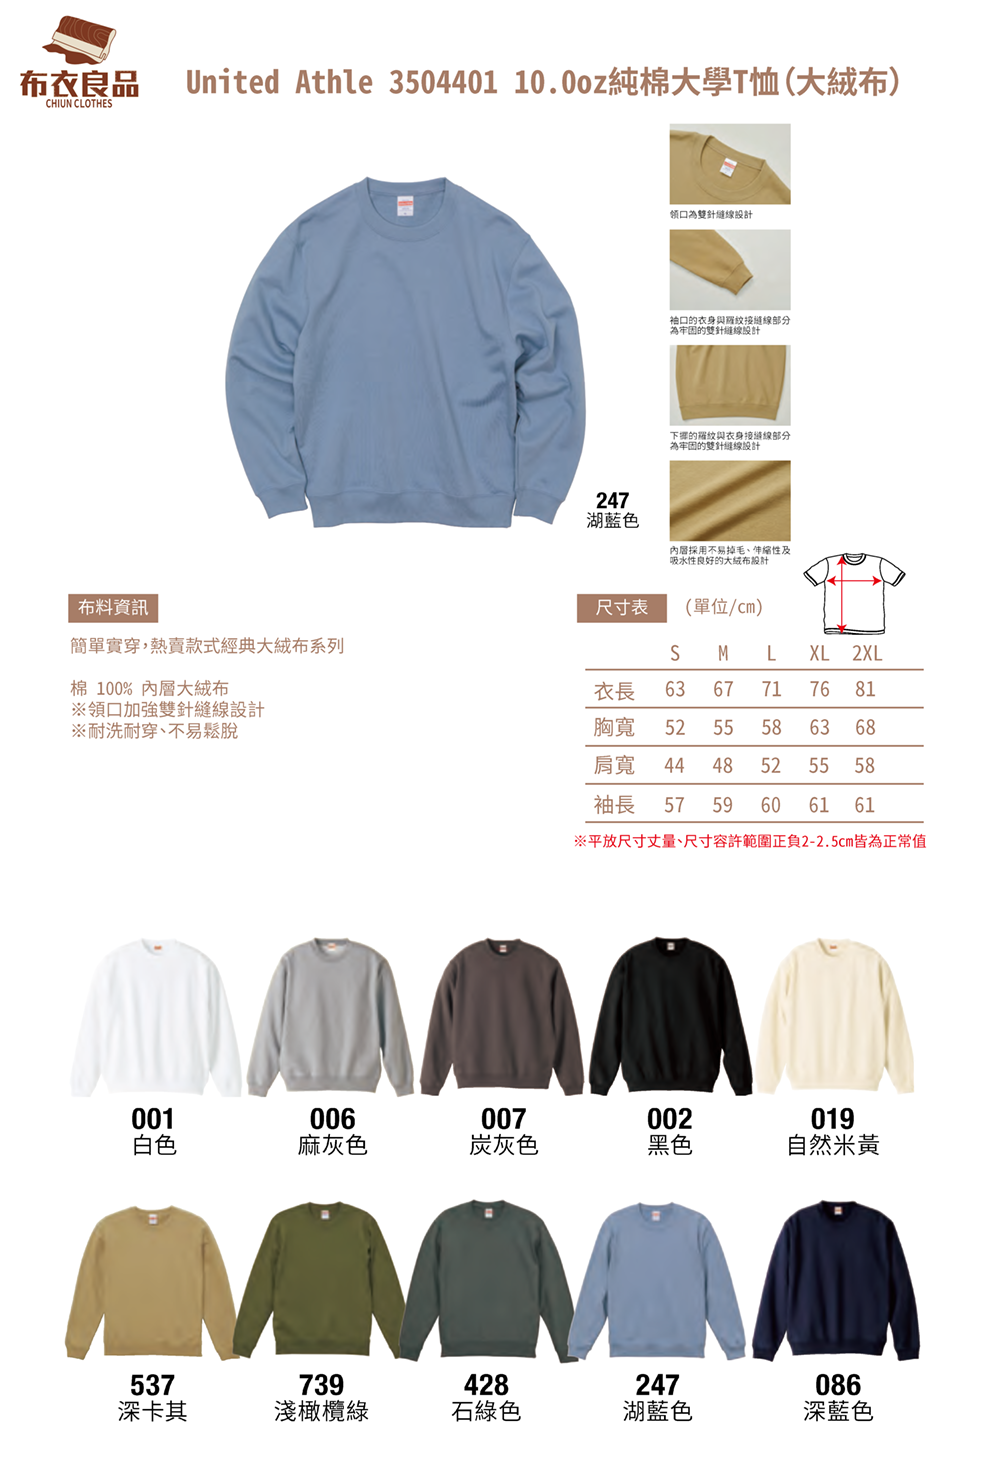 布衣良品
CHIUN CLOTHES
United Athle 3504401 10.0oz純棉大學T恤(大絨布)
領口為雙針縫線設計
袖口的衣身與羅紋接縫線部分
為牢固的雙針縫線設計
下擺的羅紋與衣身接縫線部分
為牢固的雙針縫線設計
247
湖藍色
內層採用不易掉毛、伸縮性及
吸水性良好的大絨布設計
布料資訊
簡單實穿,熱賣款式經典大絨布系列
棉 100% 內層大絨布
※領口加強雙針縫線設計
※耐洗耐穿、不易鬆脫
尺寸表 (單位/cm)
S M L XL 2XL
衣長 63 67 71 76 81
胸寬 52 55 58 63 68
肩寬 44 48 52 55 58
袖長 57 59 60 61 61
※平放尺寸丈量、尺寸容許範圍正負2-2.5cm皆為正常值
001 006 007 002 019
白色 麻灰色 炭灰色 黑色 自然米黃
537 739 428 247 086
深卡其 淺橄欖綠 石綠色 湖藍色 深藍色